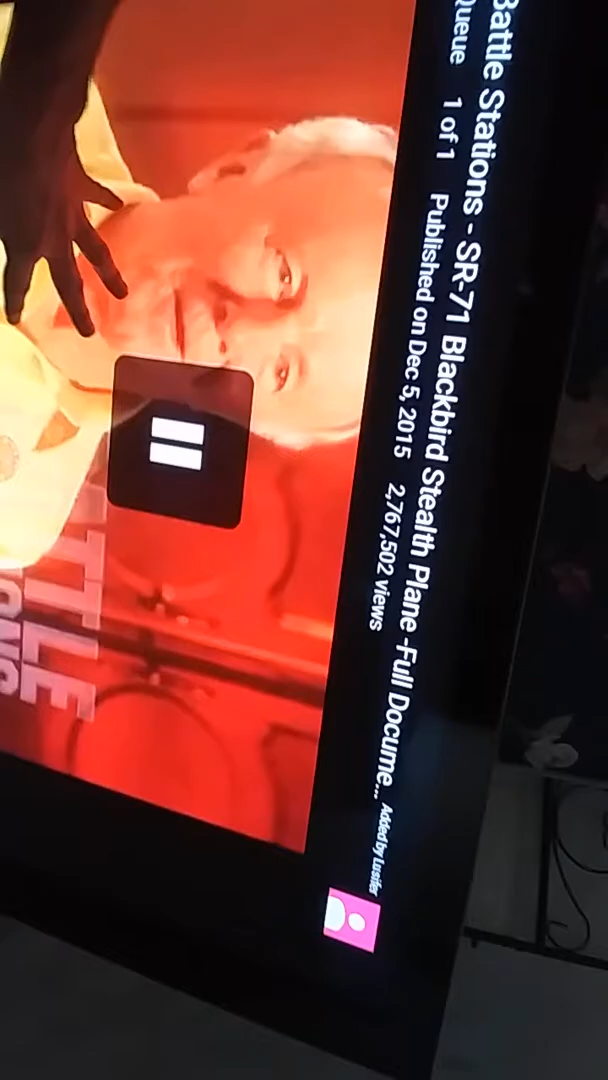 Battle Stations - SR-71 Blackbird Stealth Plane -Full Docume...
Queue 1 of 1 Published on Dec 5, 2015 2,767,502 views
Added by Lusifer
TTLE